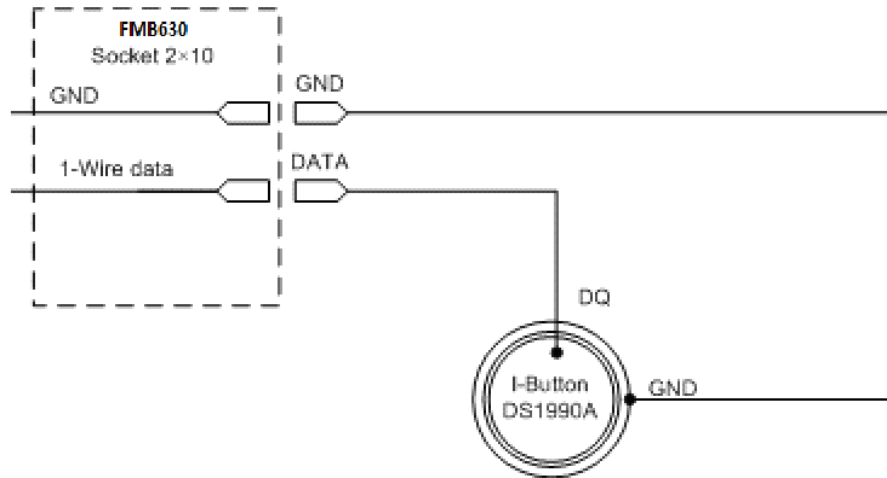 FMB630
Socket 2×10
GND
GND
1-Wire data
DATA
DQ
I-Button
DS1990A
GND